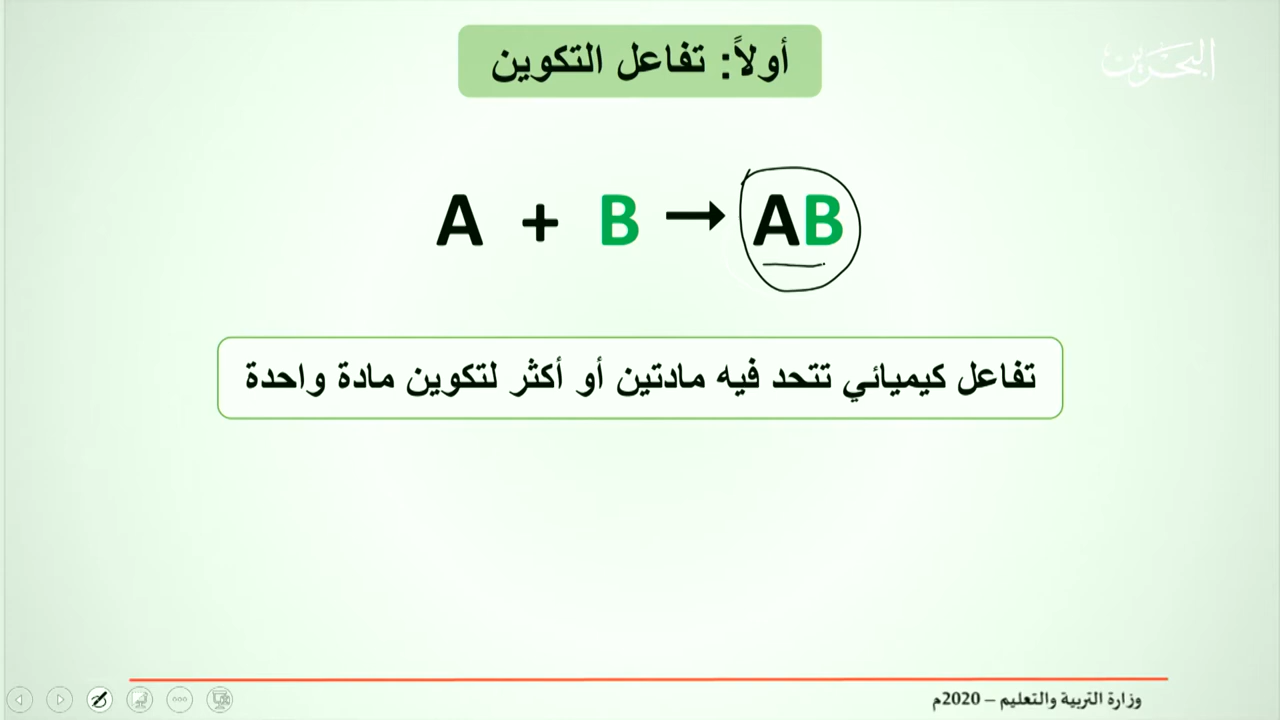 البحرين
أولاً: تفاعل التكوين
A + B → AB
تفاعل كيميائي تتحد فيه مادتين أو أكثر لتكوين مادة واحدة
وزارة التربية والتعليم – 2020م